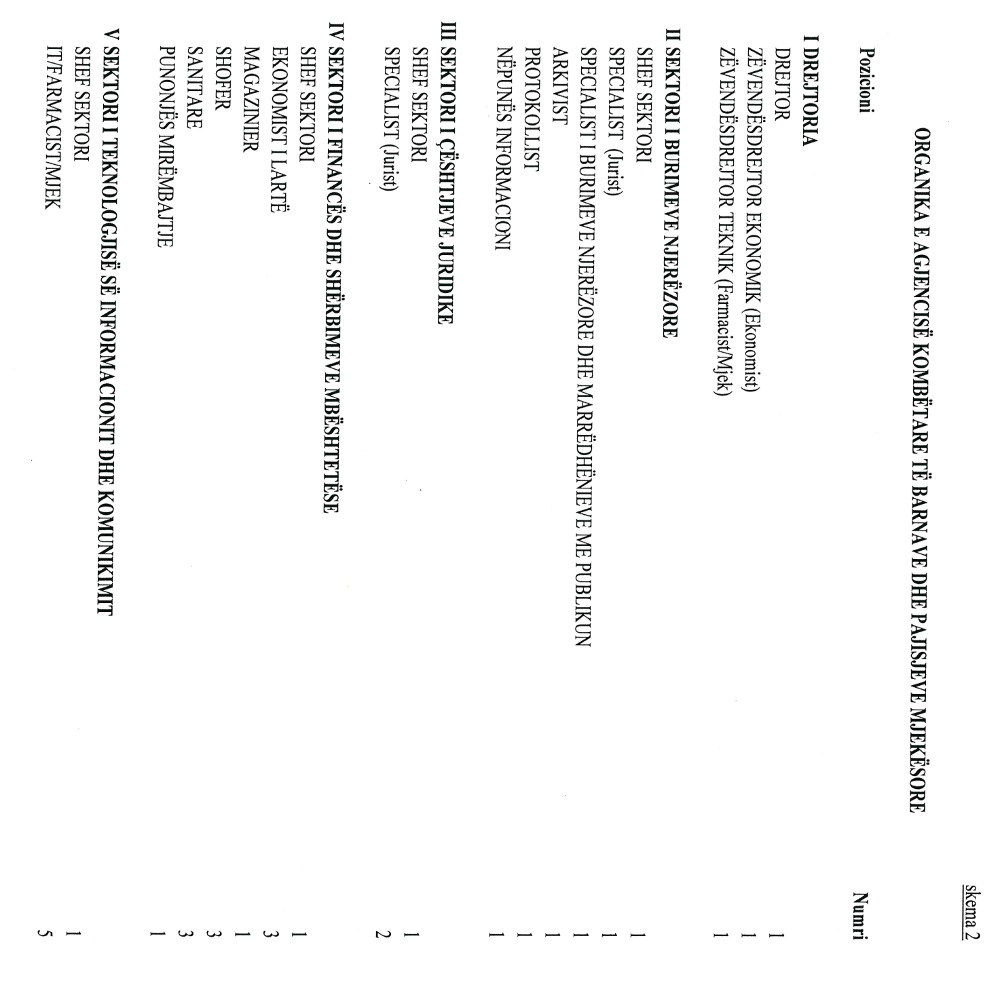 skema 2
ORGANIKA E AGJENCISË KOMBËTARE TË BARNAVE DHE PAJISJEVE MJEKËSORE
Pozicioni Numri
I DREJTORIA
DREJTOR 1
ZËVENDËSDREJTOR EKONOMIK (Ekonomist) 1
ZËVENDËSDREJTOR TEKNIK (Farmacist/Mjek) 1
II SEKTORI I BURIMEVE NJERËZORE
SHEF SEKTORI 1
SPECIALIST (Jurist) 1
SPECIALIST I BURIMEVE NJERËZORE DHE MARRËDHËNIEVE ME PUBLIKUN 1
ARKIVIST 1
PROTOKOLLIST 1
NËPUNËS INFORMACIONI 1
III SEKTORI I ÇËSHTJEVE JURIDIKE
SHEF SEKTORI 1
SPECIALIST (Jurist) 2
IV SEKTORI I FINANCËS DHE SHËRBIMEVE MBËSHTETËSE
SHEF SEKTORI 1
EKONOMIST I LARTË 3
MAGAZINIER 1
SHOFER 3
SANITARE 3
PUNONJËS MIRËMBAJTJE 1
V SEKTORI I TEKNOLOGJISË SË INFORMACIONIT DHE KOMUNIKIMIT
SHEF SEKTORI 1
IT/FARMACIST/MJEK 5